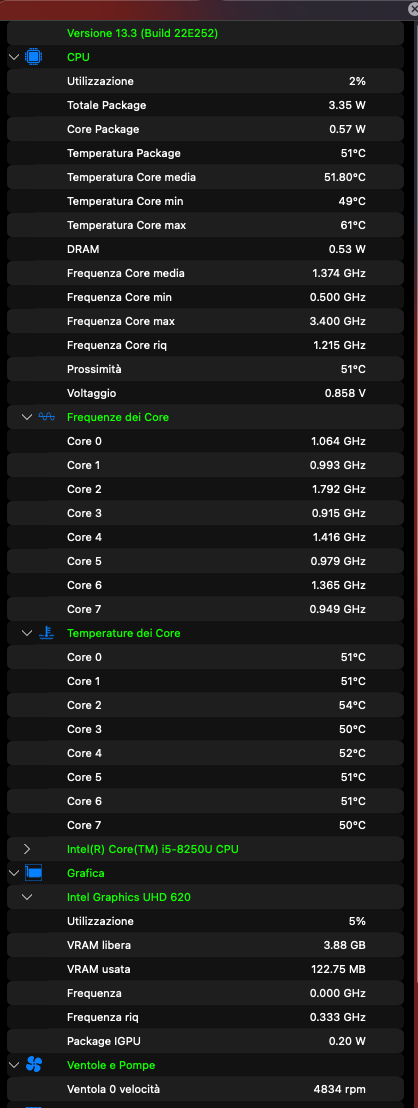 Versione 13.3 (Build 22E252)
CPU
Utilizzazione 2%
Totale Package 3.35 W
Core Package 0.57 W
Temperatura Package 51°C
Temperatura Core media 51.80°C
Temperatura Core min 49°C
Temperatura Core max 61°C
DRAM 0.53 W
Frequenza Core media 1.374 GHz
Frequenza Core min 0.500 GHz
Frequenza Core max 3.400 GHz
Frequenza Core riq 1.215 GHz
Prossimità 51°C
Voltaggio 0.858 V
Frequenze dei Core
Core 0 1.064 GHz
Core 1 0.993 GHz
Core 2 1.792 GHz
Core 3 0.915 GHz
Core 4 1.416 GHz
Core 5 0.979 GHz
Core 6 1.365 GHz
Core 7 0.949 GHz
Temperature dei Core
Core 0 51°C
Core 1 51°C
Core 2 54°C
Core 3 50°C
Core 4 52°C
Core 5 51°C
Core 6 51°C
Core 7 50°C
Intel(R) Core(TM) i5-8250U CPU
Grafica
Intel Graphics UHD 620
Utilizzazione 5%
VRAM libera 3.88 GB
VRAM usata 122.75 MB
Frequenza 0.000 GHz
Frequenza riq 0.333 GHz
Package IGPU 0.20 W
Ventole e Pompe
Ventola 0 velocità 4834 rpm